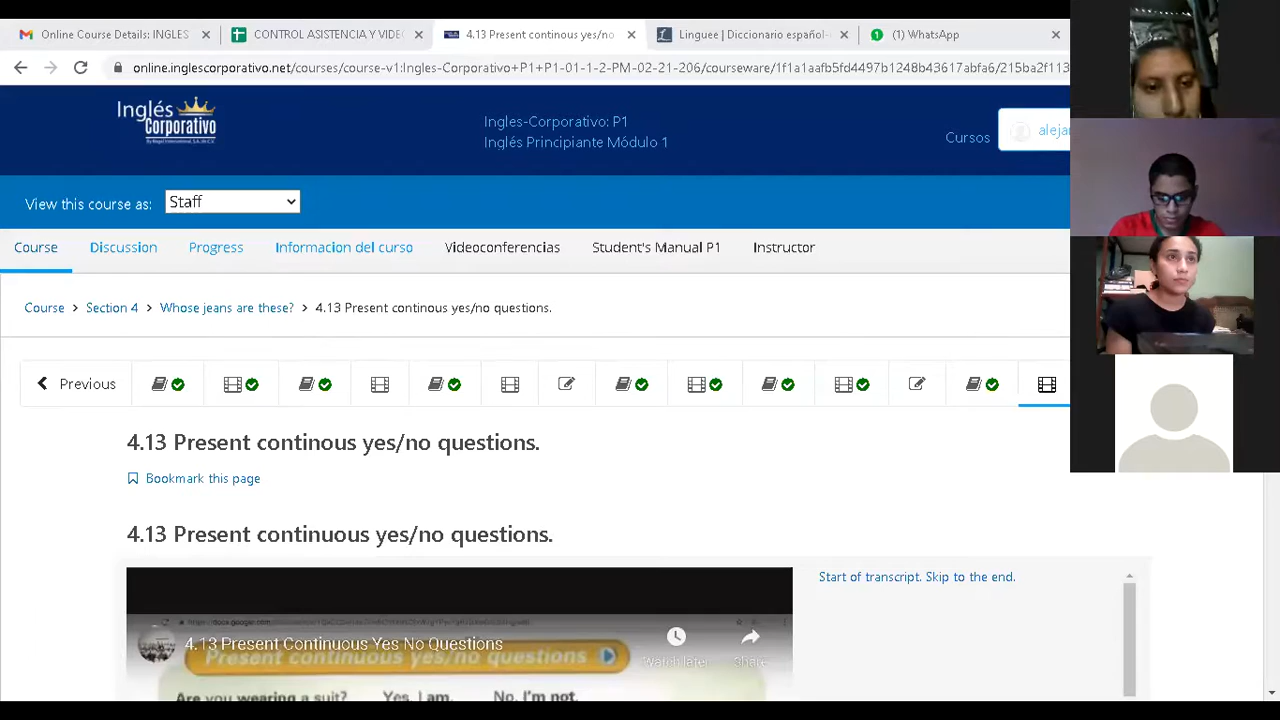 Online Course Details: INGLES
CONTROL ASISTENCIA Y VIDEO
4.13 Present continous yes/no
Linguee | Diccionario español-
(1) WhatsApp
online.inglescorporativo.net/courses/course-v1:Ingles-Corporativo+P1+P1-01-1-2-PM-02-21-206/courseware/1f1a1aafb5fd4497b1248b43617abfa6/215ba2f113
Inglés
Corporativo
Ingles-Corporativo: P1
Inglés Principiante Módulo 1
Cursos
aleja
View this course as:
Staff
Course
Discussion
Progress
Informacion del curso
Videoconferencias
Student's Manual P1
Instructor
Course > Section 4 > Whose jeans are these? > 4.13 Present continous yes/no questions.
Previous
4.13 Present continous yes/no questions.
Bookmark this page
4.13 Present continuous yes/no questions.
Start of transcript. Skip to the end.
4.13 Present Continuous Yes No Questions
Present continuous yes/no questions
Watch later
Share
Are you wearing a suit? Yes, I am. No, I'm not.